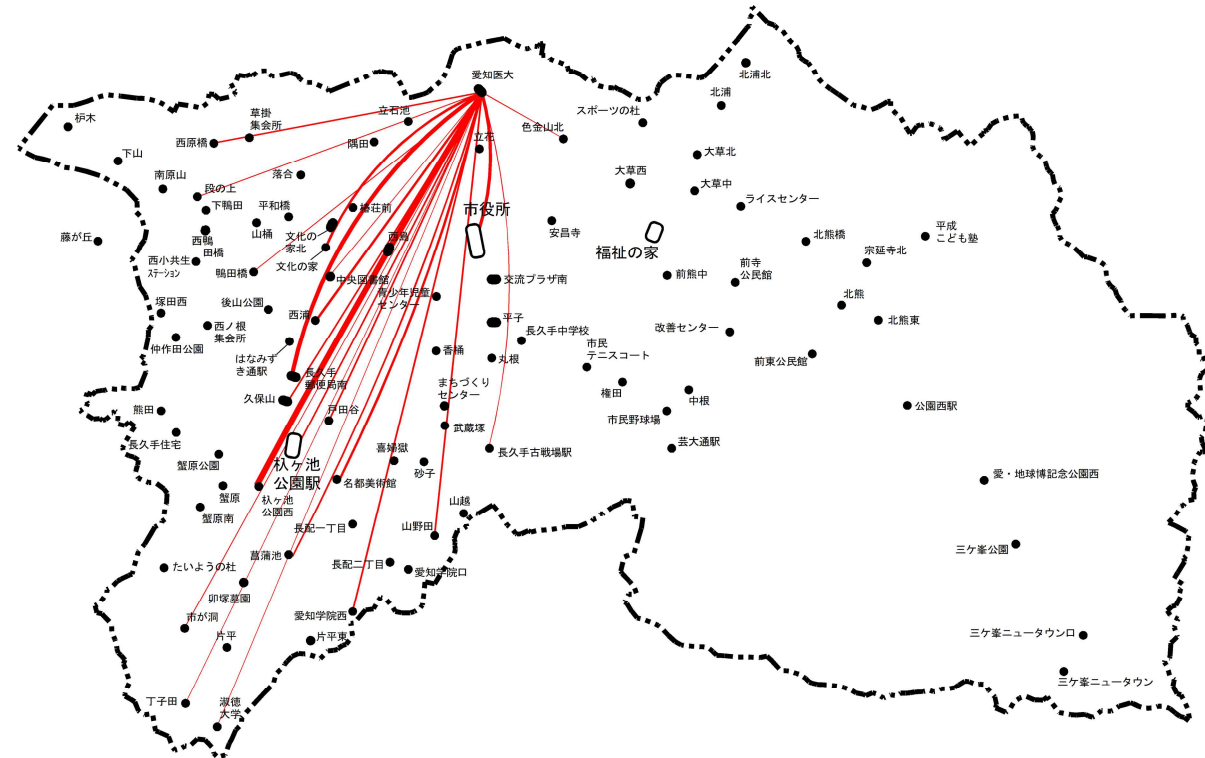 愛知医大
北浦北
北浦
スポーツの杜
立石池
草掛
集会所
色金山北
枦木
西原橋
隅田
立花
下山
大草北
大草西
落合
南原山
段の上
大草中
ライスセンター
下鴨田
平和橋
椿荘前
市役所
山桶
文化の
家北
西島
安昌寺
福祉の家
平成
こども塾
藤が丘
西鴨
田橋
北熊橋
宗延寺北
西小共生
ステーション
鴨田橋
文化の家
中央図書館
交流プラザ南
前熊中
前寺
公民館
青少年児童
センター
塚田西
後山公園
西浦
平子
北熊
北熊東
西ノ根
集会所
長久手中学校
改善センター
仲作田公園
はなみず
き通駅
香桶
丸根
市民
テニスコート
前東公民館
長久手
郵便局南
まちづくり
センター
権田
中根
久保山
熊田
戸田谷
武蔵塚
市民野球場
公園西駅
長久手住宅
喜婦嶽
長久手古戦場駅
芸大通駅
蟹原公園
杁ヶ池
公園駅
砂子
名都美術館
愛・地球博記念公園西
蟹原
杁ヶ池
公園西
山越
蟹原南
長配一丁目
山野田
三ケ峯公園
菖蒲池
たいようの杜
長配二丁目
愛知学院口
卯塚墓園
市が洞
愛知学院西
片平
片平東
三ケ峯ニュータウン口
三ケ峯ニュータウン
丁子田
淑徳
大学